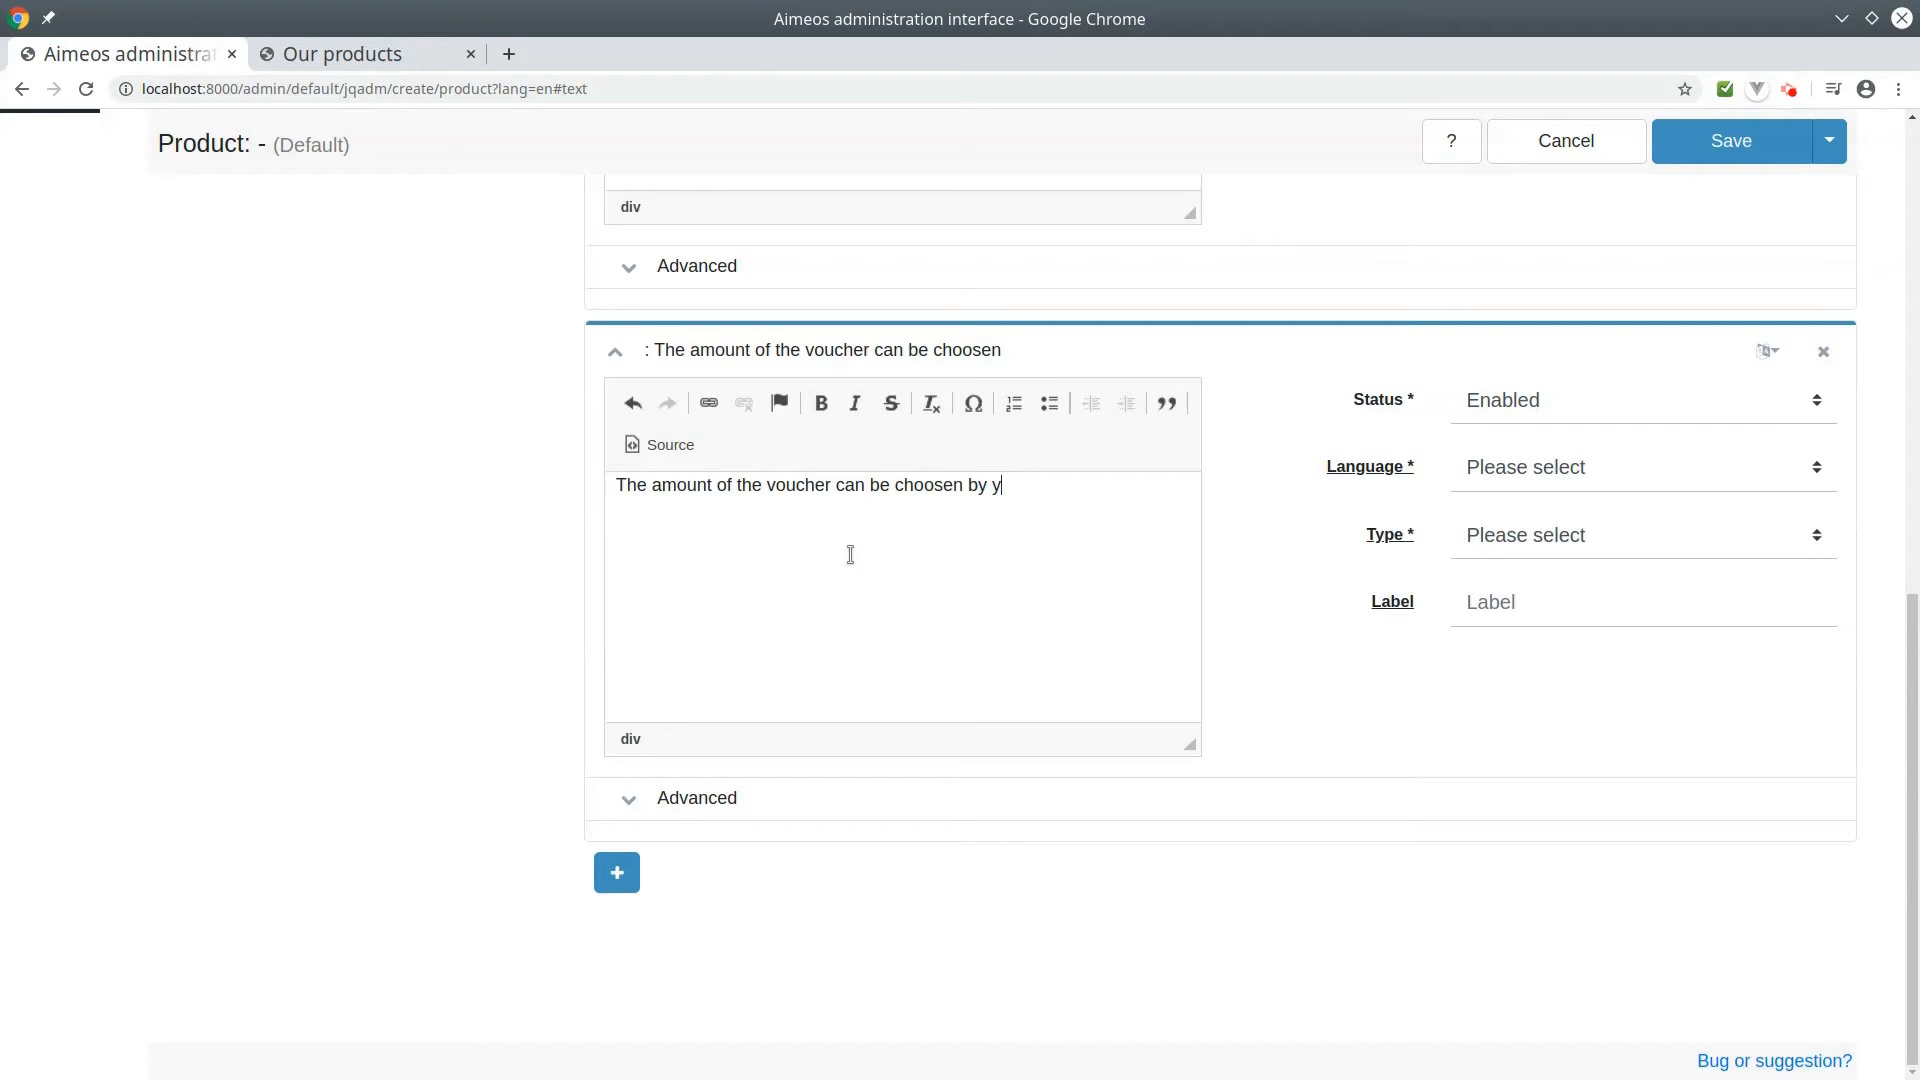 Aimeos administration interface - Google Chrome
Aimeos administra
Our products
localhost:8000/admin/default/jqadm/create/product?lang=en#text
Product: - (Default)
?
Cancel
Save
div
Advanced
: The amount of the voucher can be choosen
Source
The amount of the voucher can be choosen by y
Status *
Enabled
Language *
Please select
Type *
Please select
Label
Label
div
Advanced
+
Bug or suggestion?